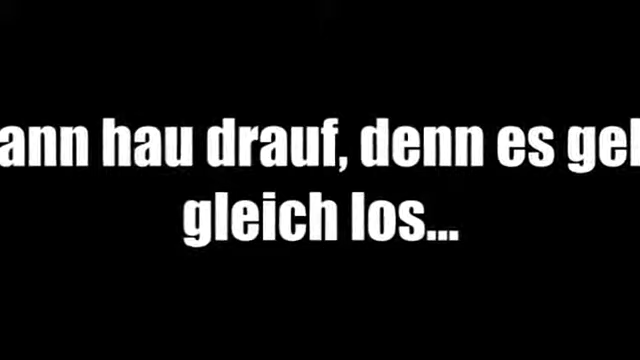 ann hau drauf, denn es geh
gleich los...